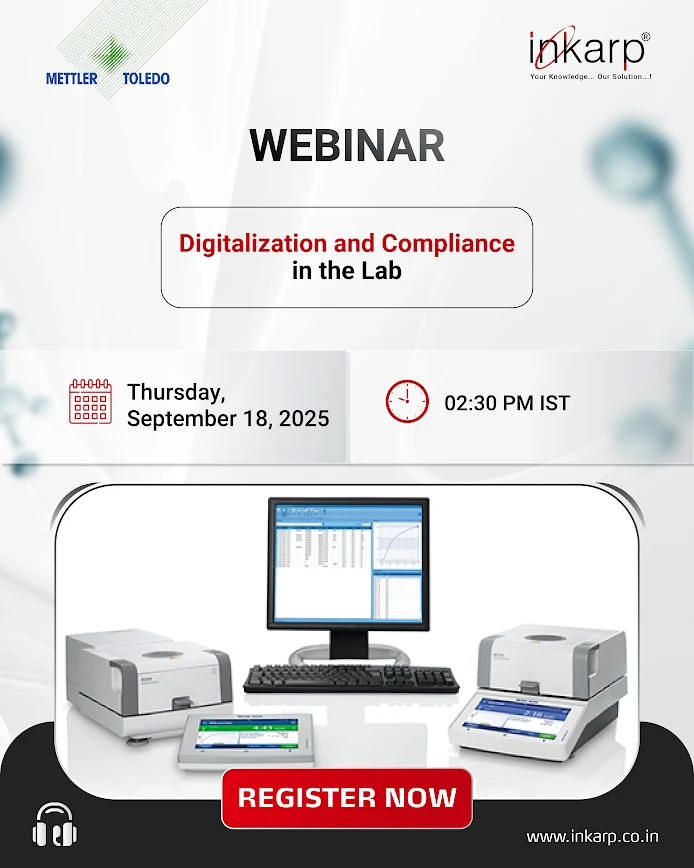 METTLER TOLEDO
inkarp®
Your Knowledge... Our Solution...!
WEBINAR
Digitalization and Compliance
in the Lab
Thursday,
September 18, 2025
02:30 PM IST
REGISTER NOW
www.inkarp.co.in